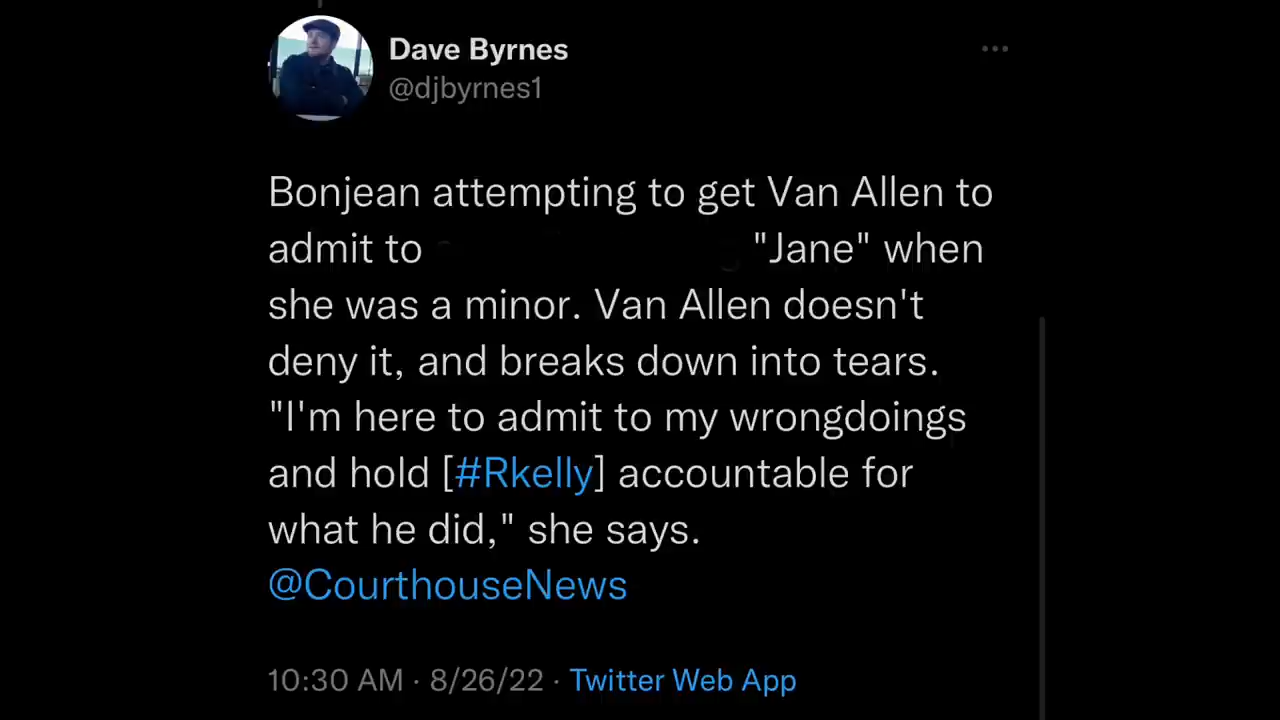 Dave Byrnes
@djbyrnes1
Bonjean attempting to get Van Allen to
admit to "Jane" when
she was a minor. Van Allen doesn't
deny it, and breaks down into tears.
"I'm here to admit to my wrongdoings
and hold [#Rkelly] accountable for
what he did," she says.
@CourthouseNews
10:30 AM · 8/26/22 · Twitter Web App